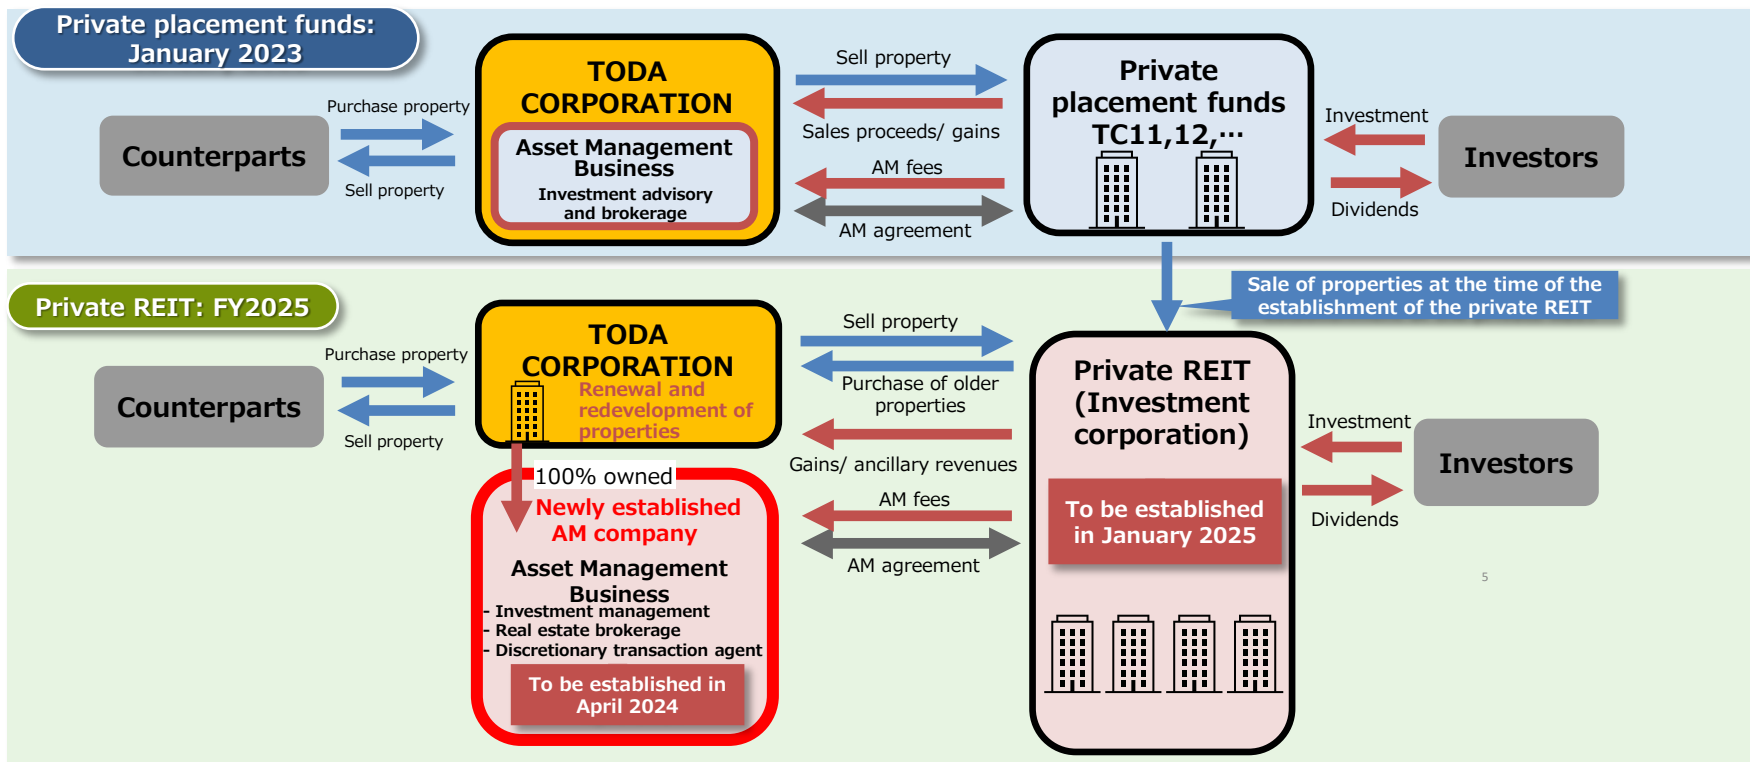 Private placement funds:
January 2023
Counterparts
Purchase property
Sell property
TODA
CORPORATION
Asset Management
Business
Investment advisory
and brokerage
Sell property
Sales proceeds/ gains
AM fees
AM agreement
Private
placement funds
TC11,12,⋯
Investment
Dividends
Investors
Sale of properties at the time of the
establishment of the private REIT
Private REIT: FY2025
Counterparts
Purchase property
Sell property
TODA
CORPORATION
Renewal and
redevelopment of
properties
100% owned
Newly established
AM company
Asset Management
Business
- Investment management
- Real estate brokerage
- Discretionary transaction agent
To be established in
April 2024
Sell property
Purchase of older
properties
Gains/ ancillary revenues
AM fees
AM agreement
Private REIT
(Investment
corporation)
To be established
in January 2025
Investment
Dividends
Investors
5